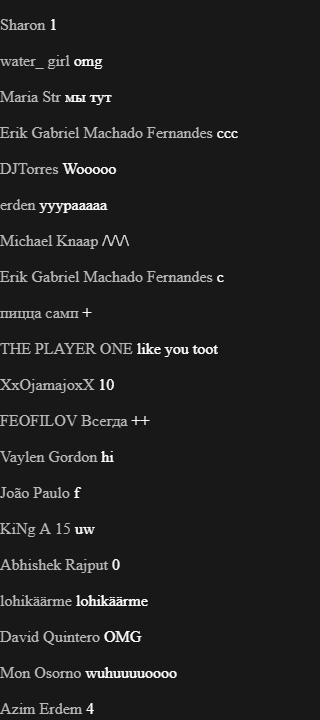 Sharon 1
water_ girl omg
Maria Str мы тут
Erik Gabriel Machado Fernandes ccc
DJTorres Wooooo
erden yyypaaaaa
Michael Knaap /\/\/\
Erik Gabriel Machado Fernandes c
пицца самп +
THE PLAYER ONE like you toot
XxOjamajoxX 10
FEOFILOV Всегда ++
Vaylen Gordon hi
João Paulo f
KiNg A 15 uw
Abhishek Rajput 0
lohikäärme lohikäärme
David Quintero OMG
Mon Osorno wuhuuuuoooo
Azim Erdem 4